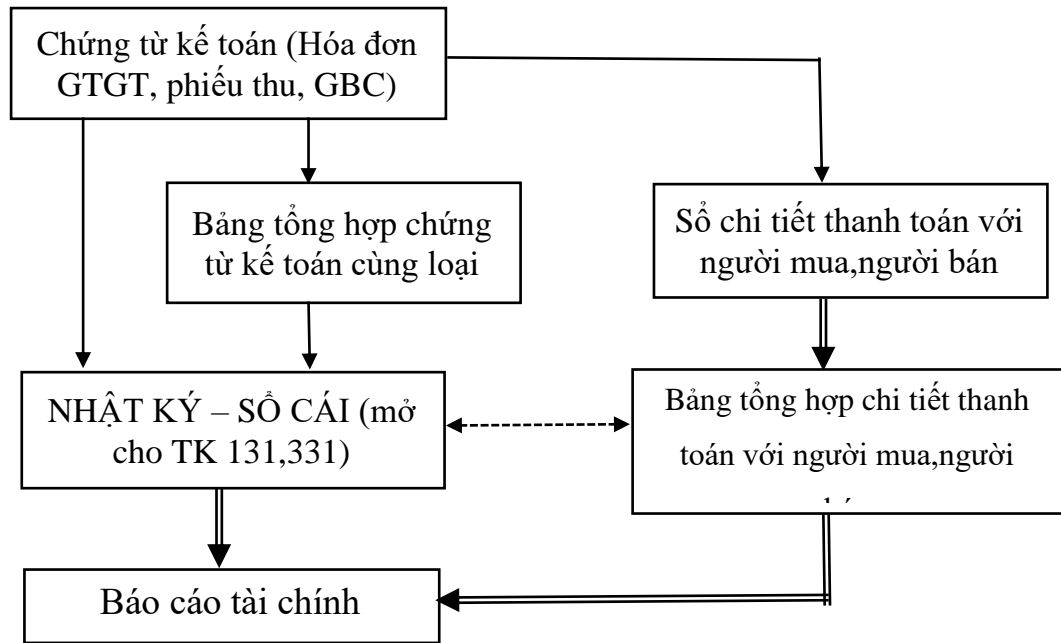 Chứng từ kế toán (Hóa đơn
GTGT, phiếu thu, GBC)
Bảng tổng hợp chứng
từ kế toán cùng loại
Sổ chi tiết thanh toán với
người mua,người bán
NHẬT KÝ – SỔ CÁI (mở
cho TK 131,331)
Bảng tổng hợp chi tiết thanh
toán với người mua,người
Báo cáo tài chính